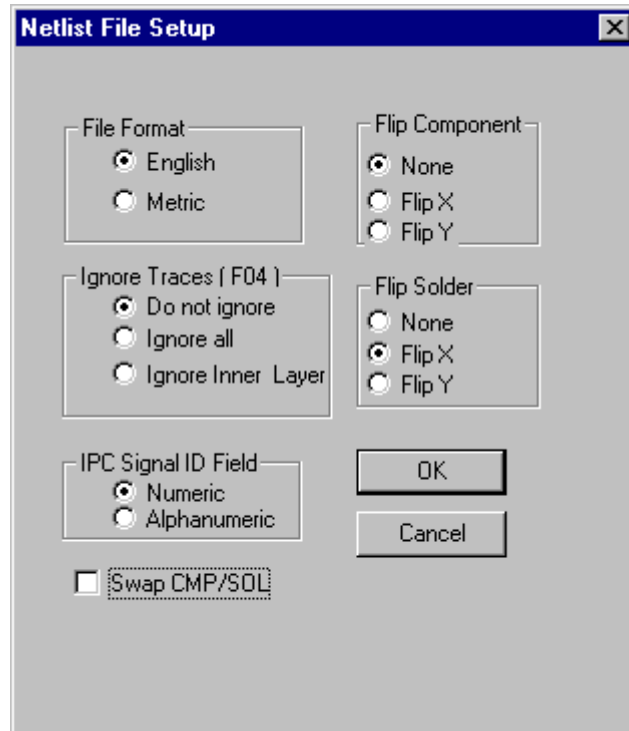 Netlist File Setup
File Format
English
Metric
Flip Component
None
Flip X
Flip Y
Ignore Traces ( F04 )
Do not ignore
Ignore all
Ignore Inner Layer
Flip Solder
None
Flip X
Flip Y
IPC Signal ID Field
Numeric
Alphanumeric
OK
Cancel
Swap CMP/SOL